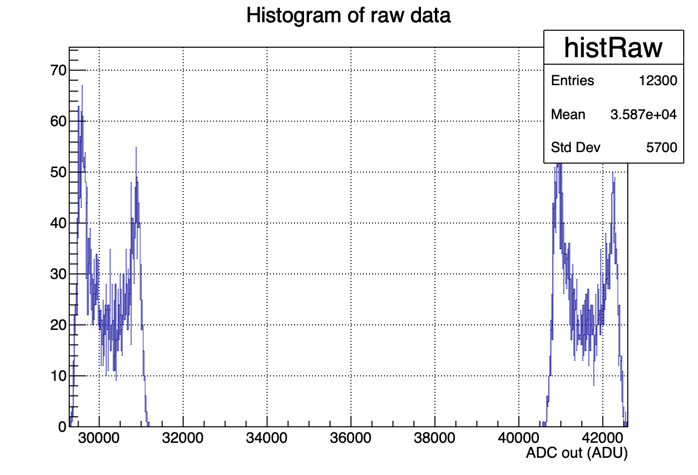 Histogram of raw data
histRaw
Entries 12300
Mean 3.587e+04
Std Dev 5700
70
60
50
40
30
20
10
0
30000 32000 34000 36000 38000 40000 42000
ADC out (ADU)